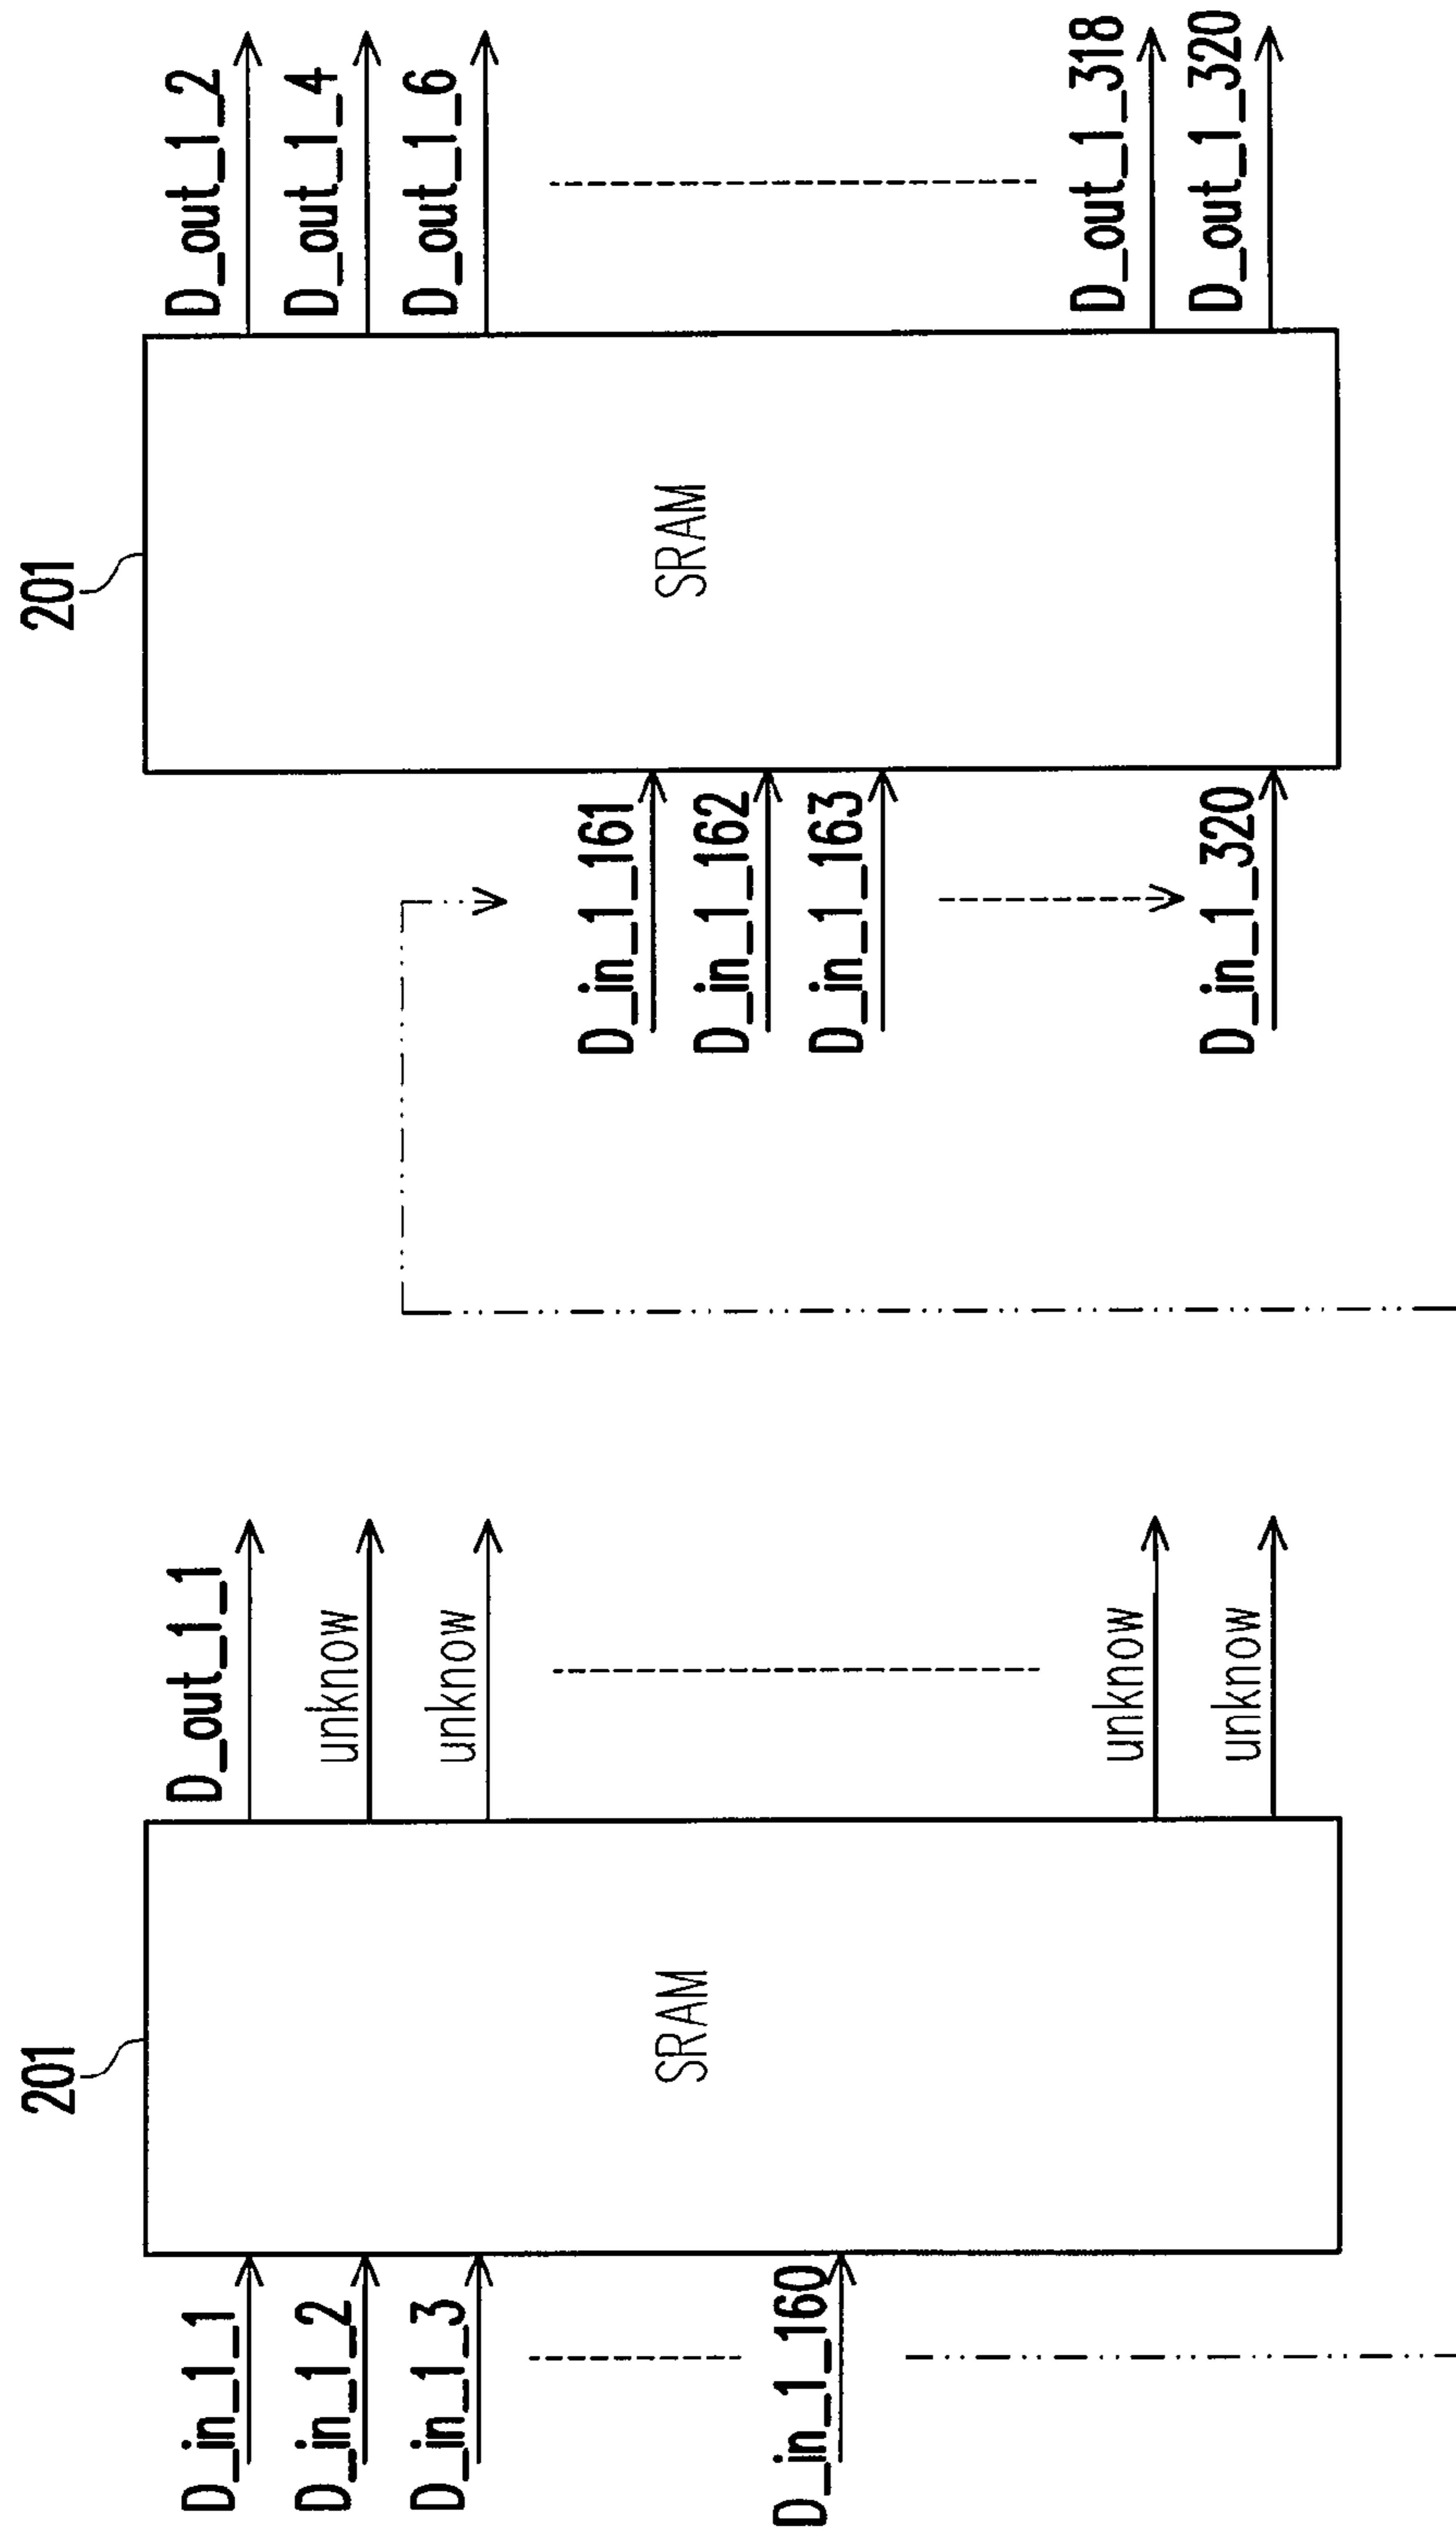 201
D_in_1_1
D_in_1_2
D_in_1_3
D_in_1_160
SRAM
D_out_1_1
unknow
unknow
unknow
unknow
201
D_in_1_161
D_in_1_162
D_in_1_163
D_in_1_320
SRAM
D_out_1_2
D_out_1_4
D_out_1_6
D_out_1_318
D_out_1_320